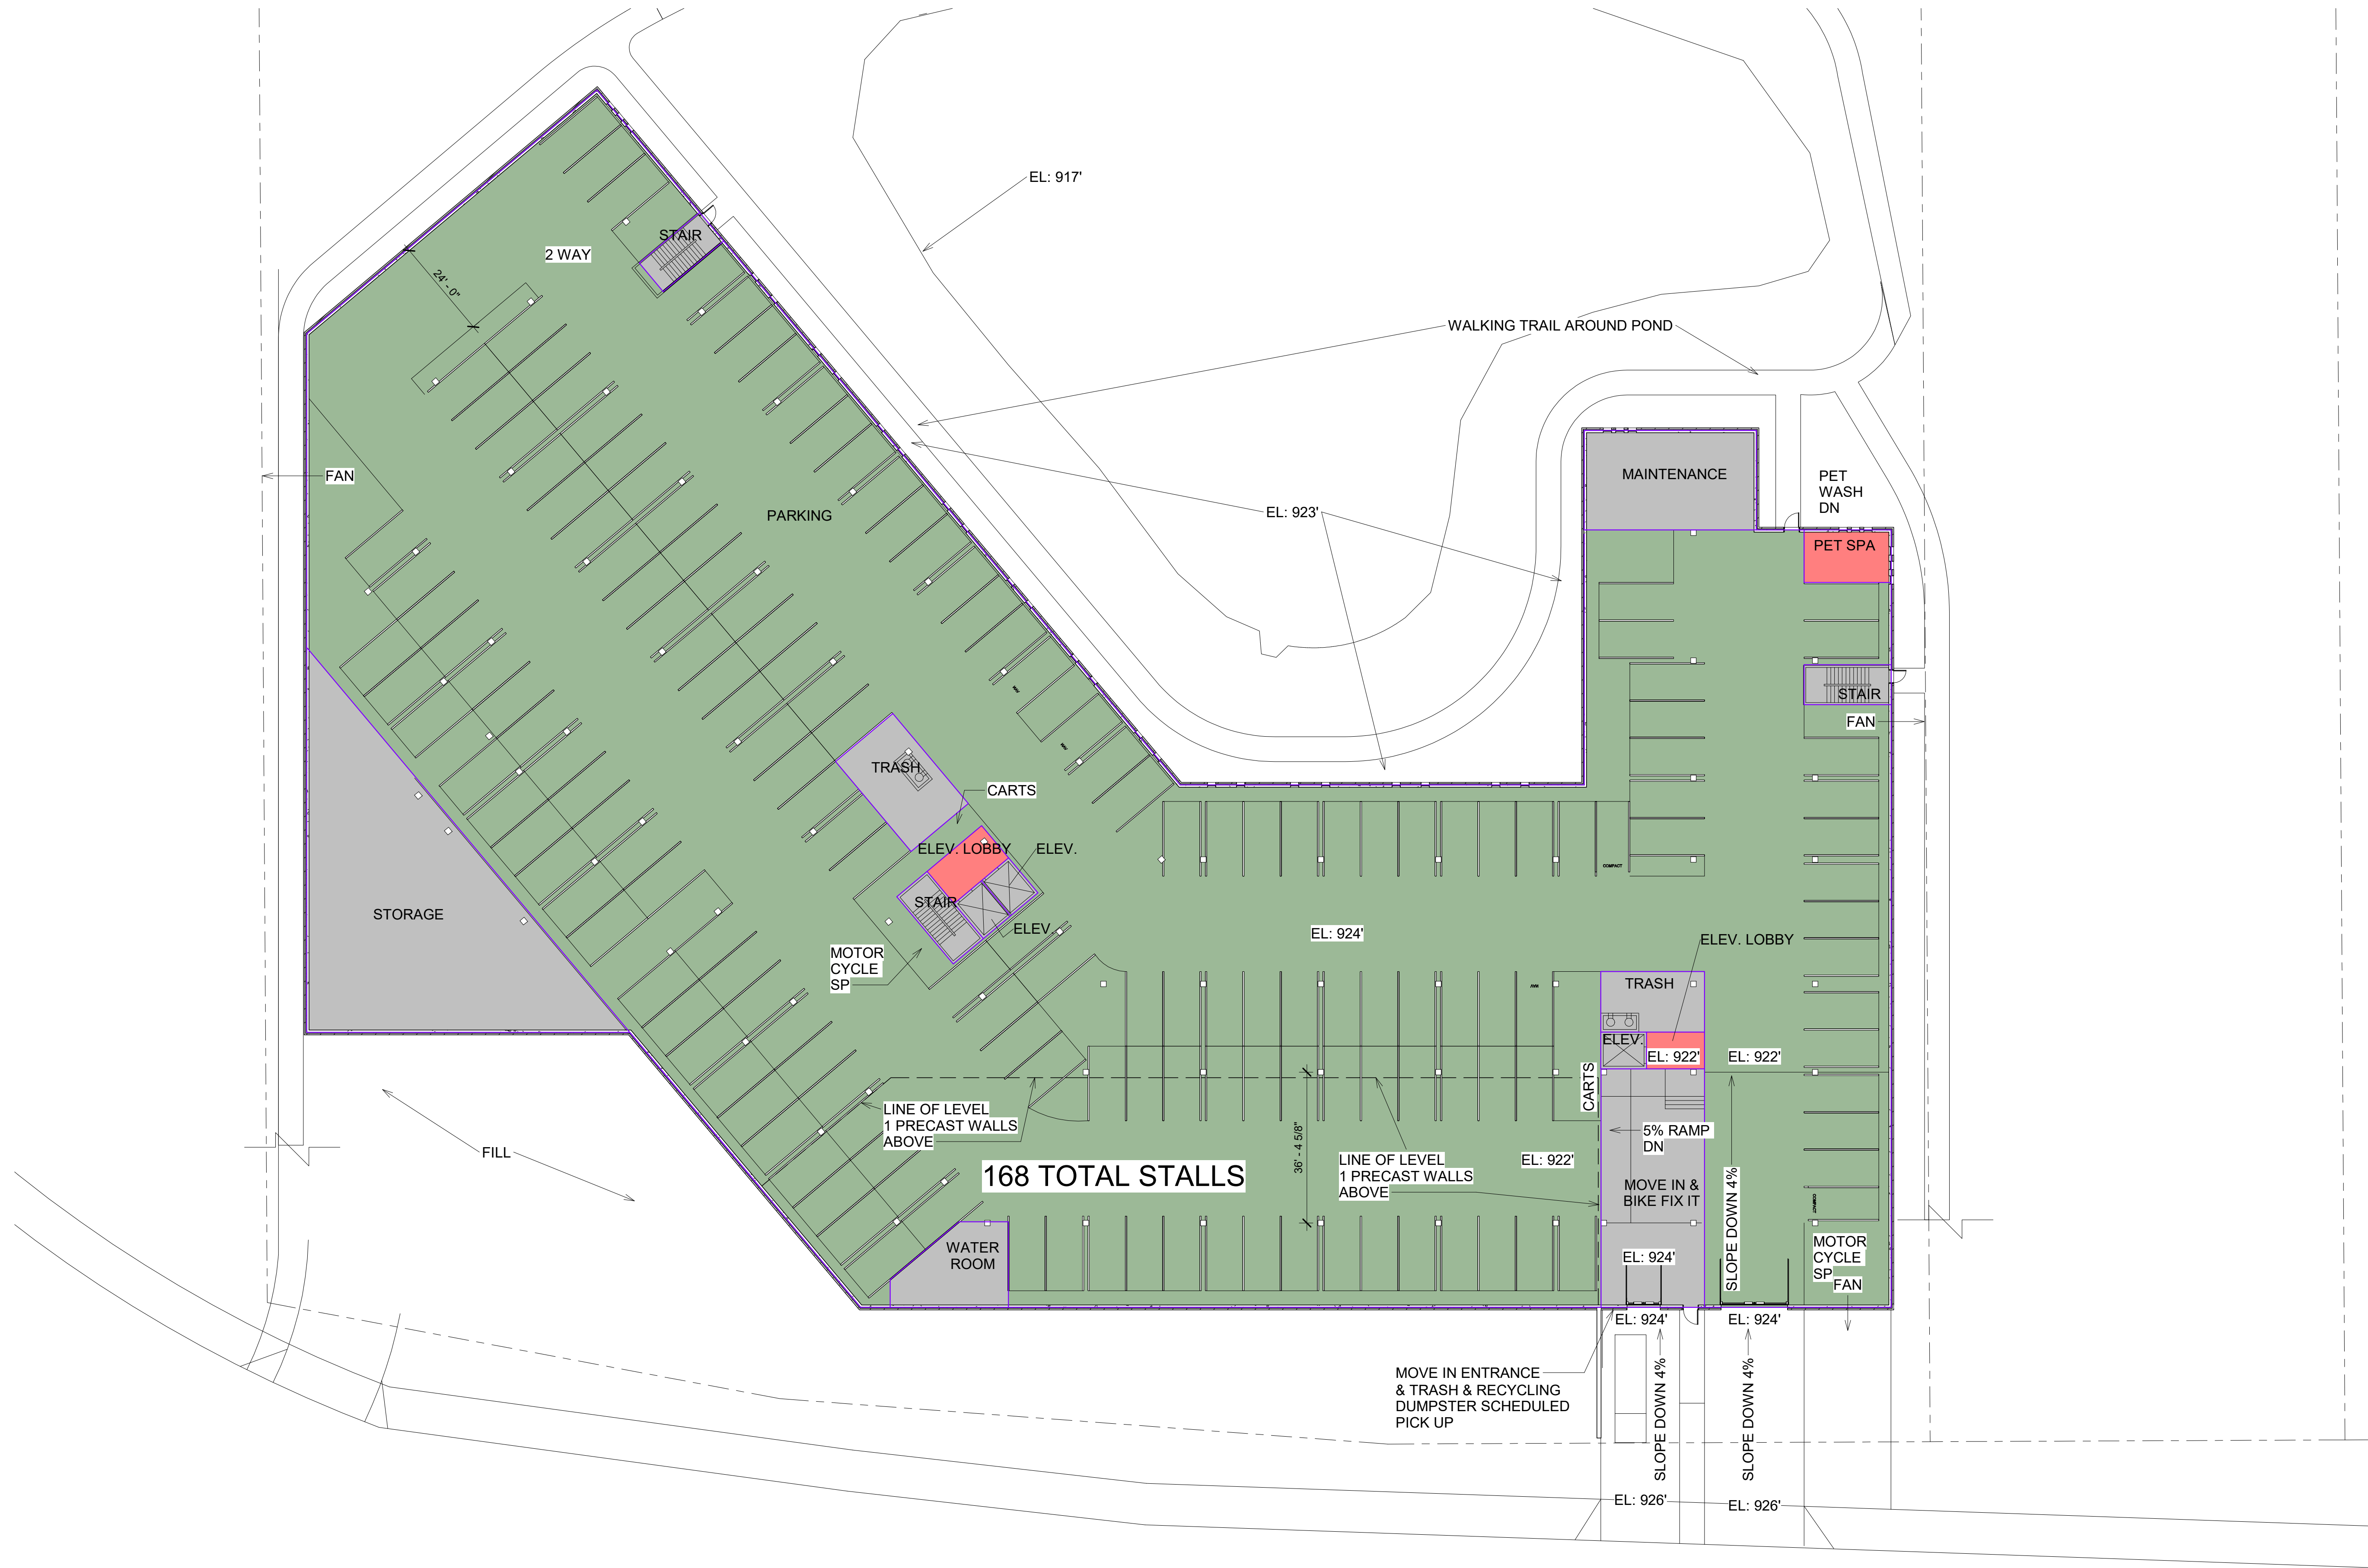 EL: 917'
STAIR
2 WAY
24' - 0"
WALKING TRAIL AROUND POND
FAN
MAINTENANCE
PET
WASH
DN
PARKING
EL: 923'
PET SPA
STAIR
FAN
TRASH
CARTS
ELEV. LOBBY
ELEV.
COMPACT
STAIR
STORAGE
ELEV.
EL: 924'
ELEV. LOBBY
MOTOR
CYCLE
SP
TRASH
ELEV.
EL: 922'
EL: 922'
CARTS
LINE OF LEVEL
1 PRECAST WALLS
ABOVE
FILL
36' - 4 5/8"
5% RAMP
DN
168 TOTAL STALLS
LINE OF LEVEL
1 PRECAST WALLS
ABOVE
EL: 922'
MOVE IN &
BIKE FIX IT
SLOPE DOWN 4%
COMPACT
WATER
ROOM
EL: 924'
MOTOR
CYCLE
SP
FAN
EL: 924'
EL: 924'
MOVE IN ENTRANCE
& TRASH & RECYCLING
DUMPSTER SCHEDULED
PICK UP
SLOPE DOWN 4%
SLOPE DOWN 4%
EL: 926'
EL: 926'